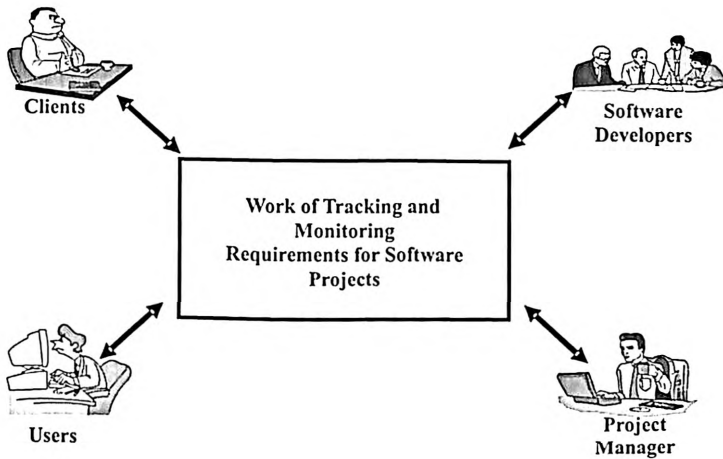 Clients
Software
Developers
Work of Tracking and
Monitoring
Requirements for Software
Projects
Users
Project
Manager